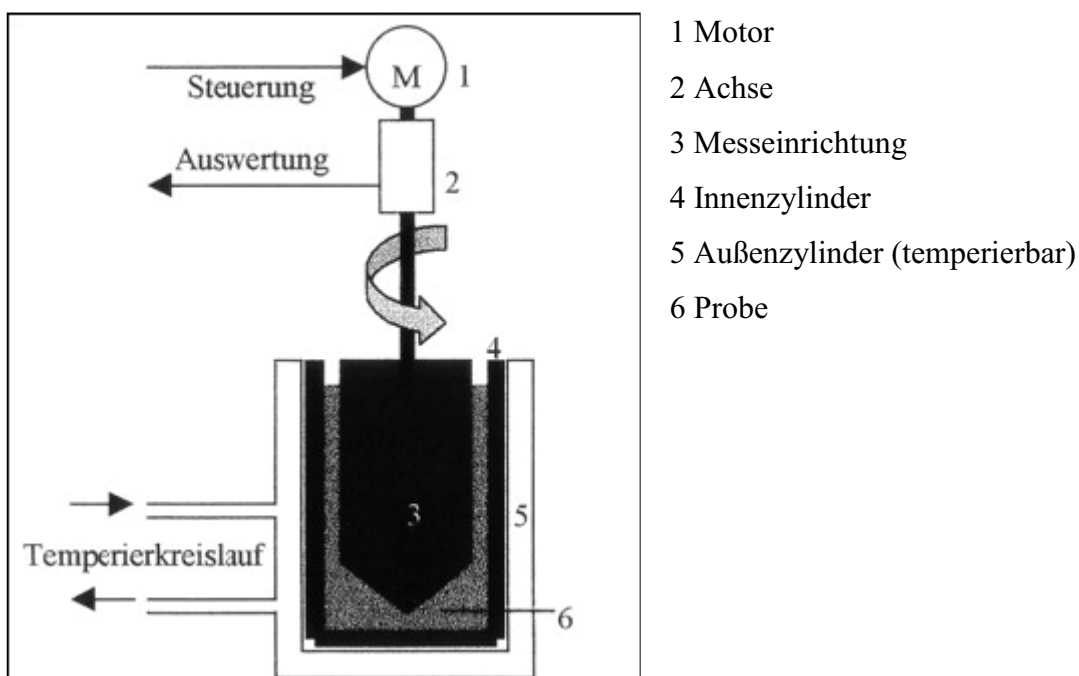 M
1
Steuerung
Auswertung
2
4
3
5
Temperierkreislauf
6
1 Motor
2 Achse
3 Messeinrichtung
4 Innenzylinder
5 Außenzylinder (temperierbar)
6 Probe